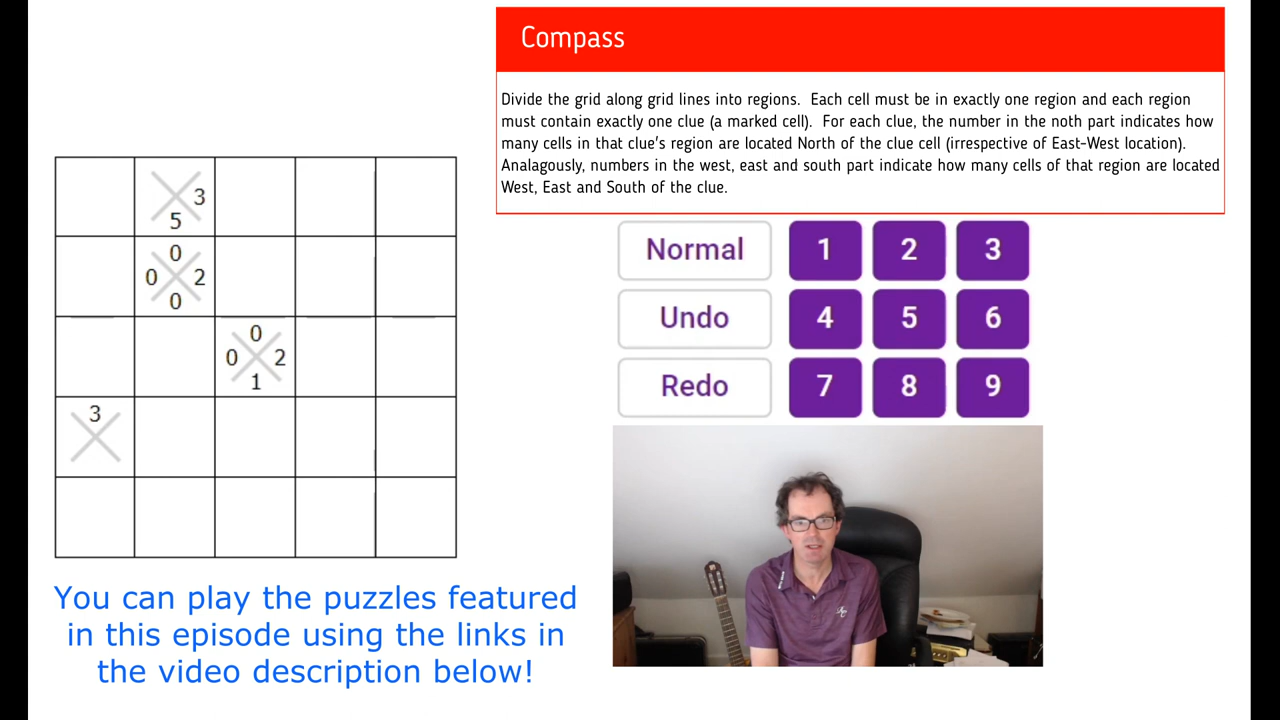 Compass
Divide the grid along grid lines into regions. Each cell must be in exactly one region and each region
must contain exactly one clue (a marked cell). For each clue, the number in the noth part indicates how
many cells in that clue's region are located North of the clue cell (irrespective of East-West location).
Analagously, numbers in the west, east and south part indicate how many cells of that region are located
West, East and South of the clue.
3
5
0
0 2
0
0
0 2
1
3
Normal 1 2 3
Undo 4 5 6
Redo 7 8 9
You can play the puzzles featured
in this episode using the links in
the video description below!